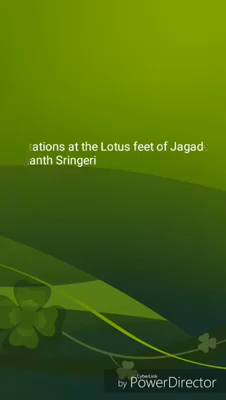 ations at the Lotus feet of Jagad
anth Sringeri
CyberLink
by PowerDirector